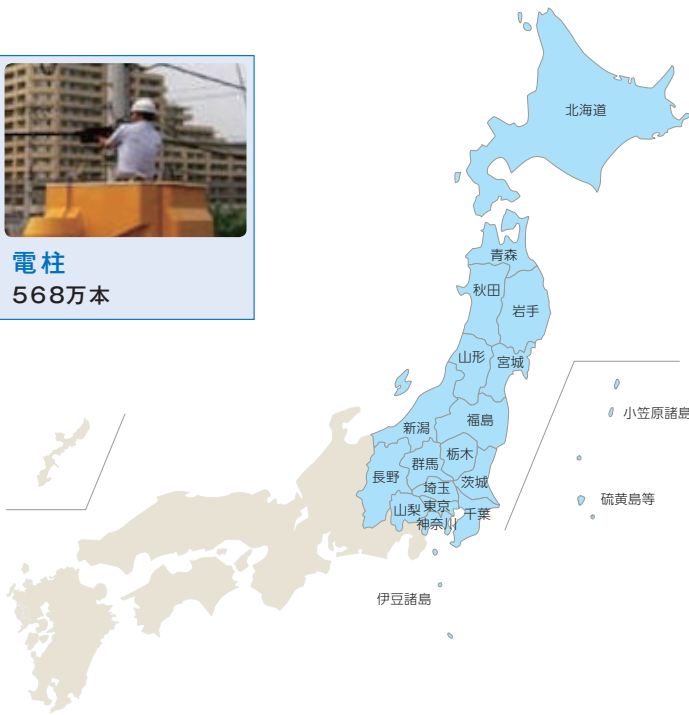 電柱
568万本
北海道
青森
秋田
岩手
山形
宮城
新潟
福島
栃木
群馬
長野
茨城
埼玉
山梨
東京
千葉
神奈川
小笠原諸島
硫黄島等
伊豆諸島